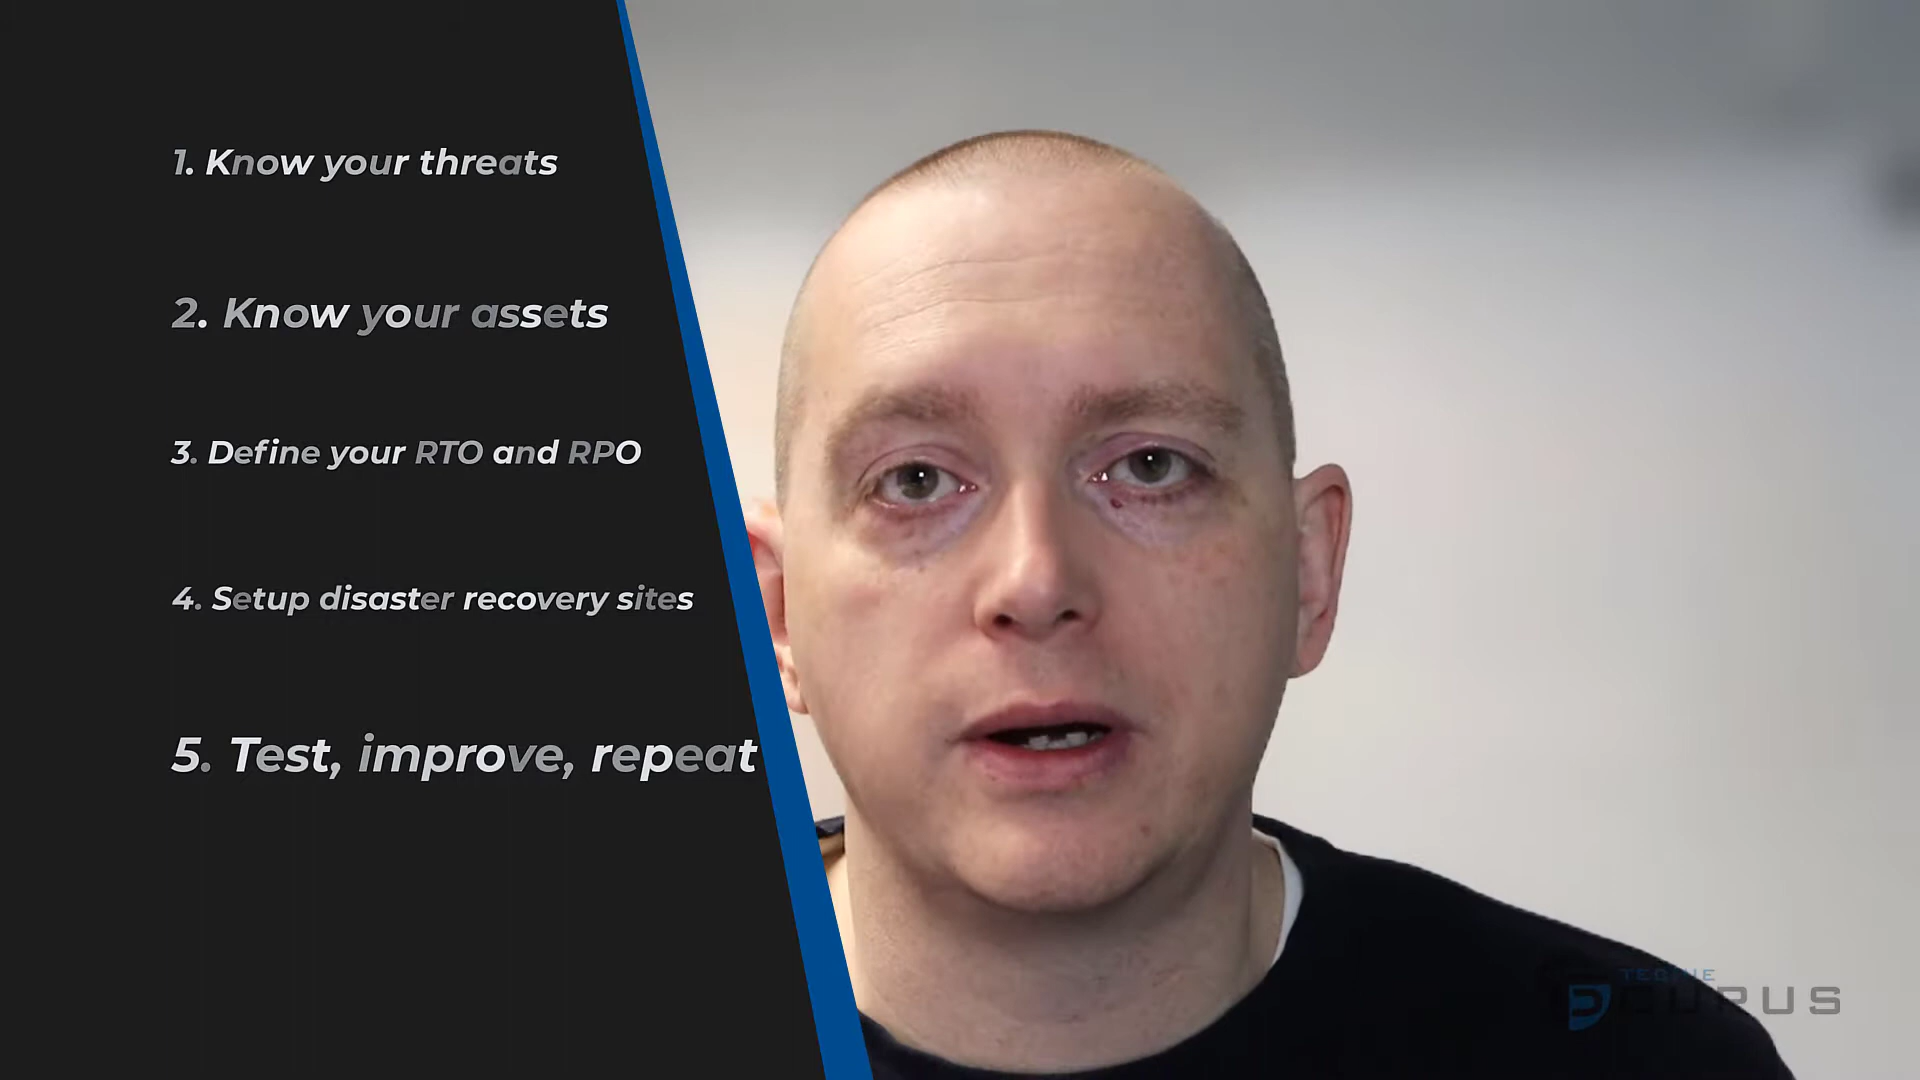 1. Know your threats
2. Know your assets
3. Define your RTO and RPO
4. Setup disaster recovery sites
5. Test, improve, repeat